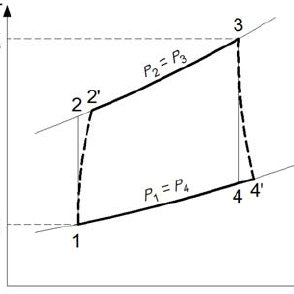 3
P₂ = P₃
2 2'
P₁ = P₄
4 4'
1